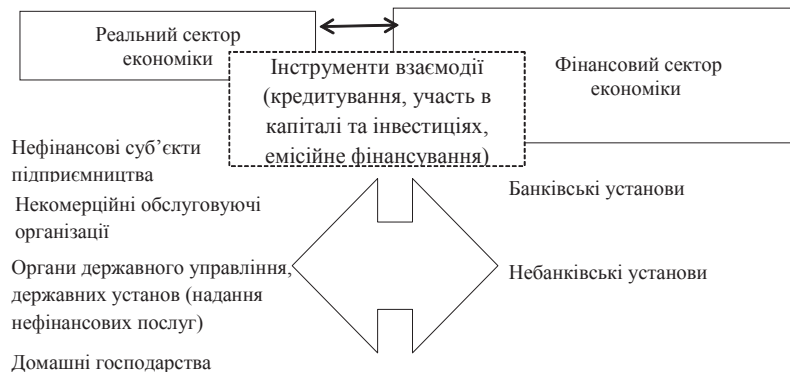 Реальний сектор
економіки
Інструменти взаємодії
(кредитування, участь в
капіталі та інвестиціях,
емісійне фінансування)
Фінансовий сектор
економіки
Нефінансові суб’єкти
підприємництва
Некомерційні обслуговуючі
організації
Органи державного управління,
державних установ (надання
нефінансових послуг)
Домашні господарства
Банківські установи
Небанківські установи